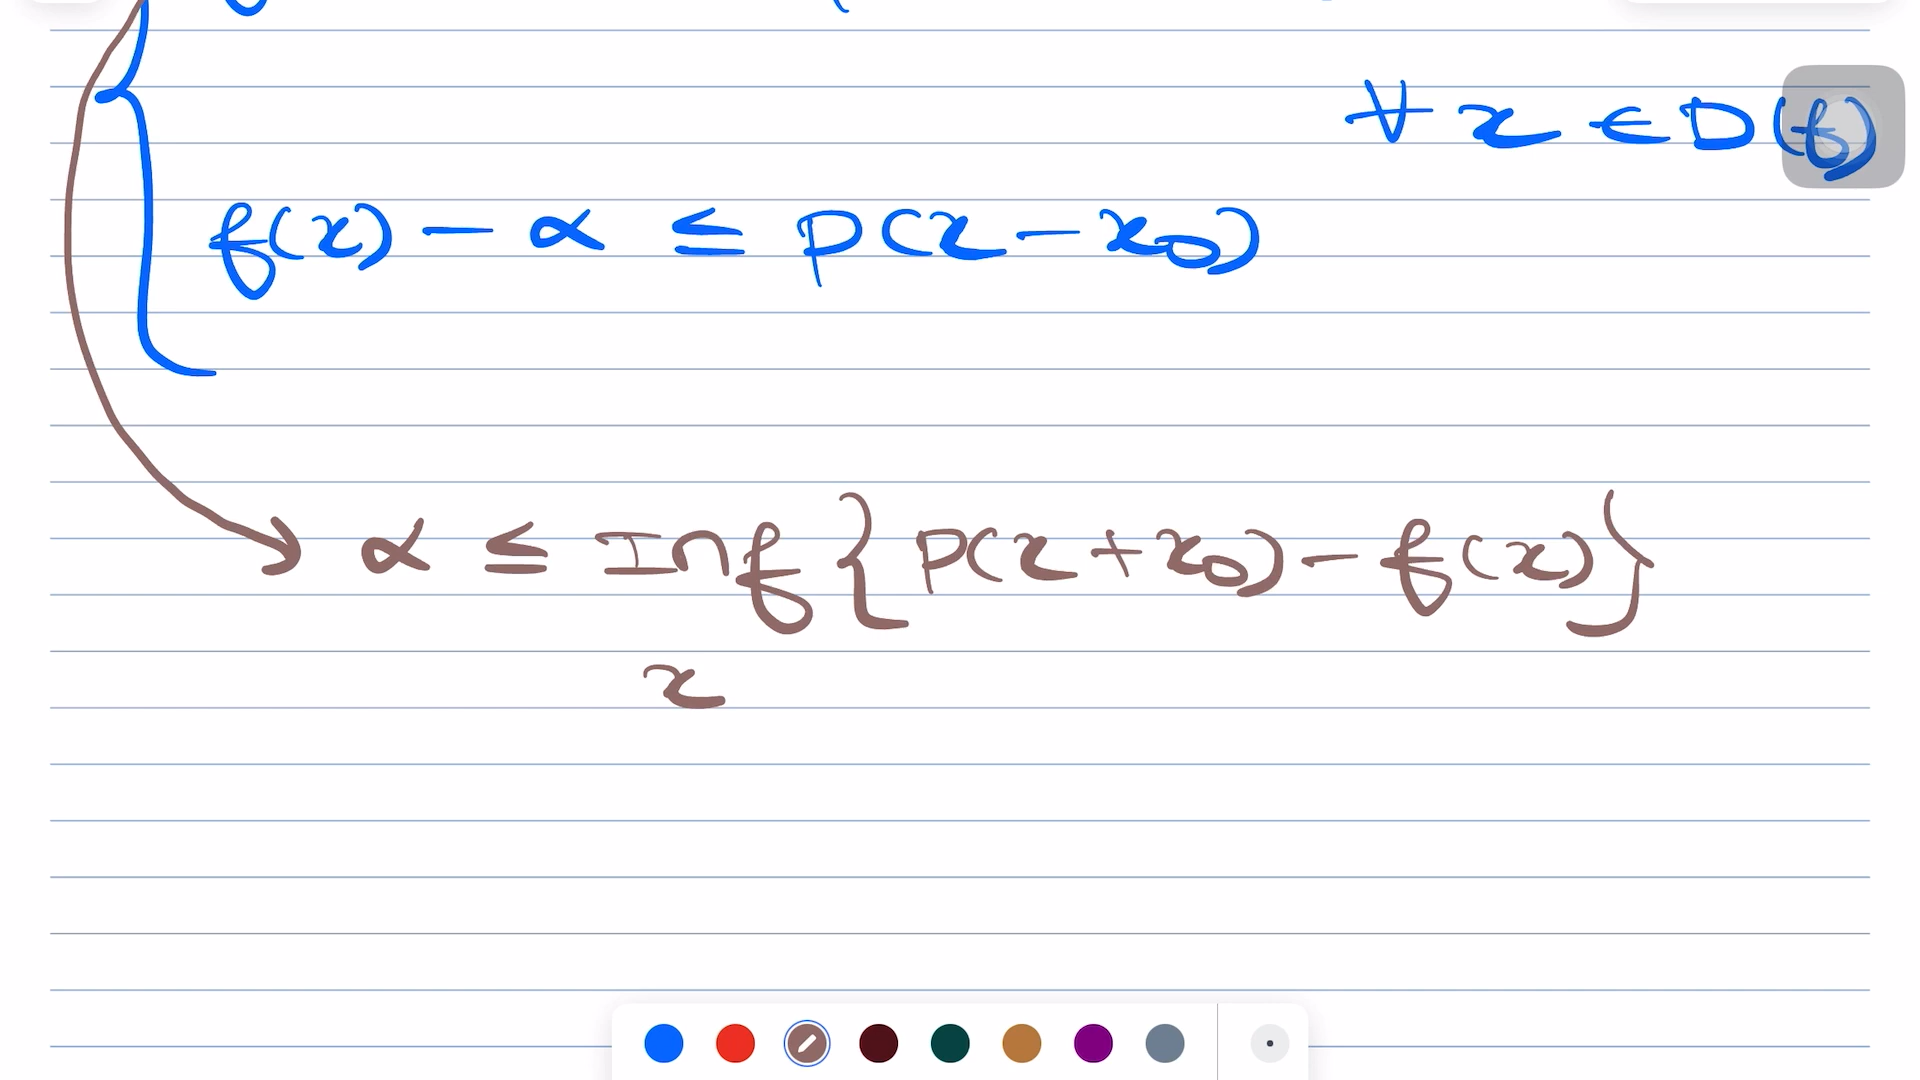 ∀ x ∈ D(f)
f(x) - α ≤ p(x - x₀)
α ≤ Inf { p(x + x₀) - f(x) }
x